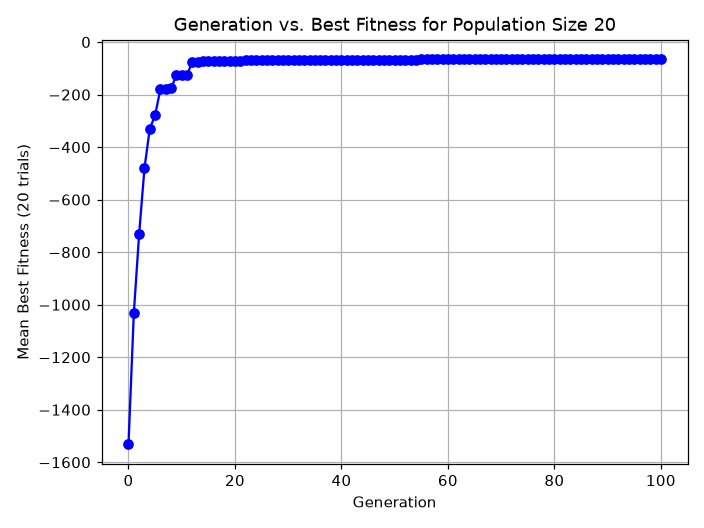 Generation vs. Best Fitness for Population Size 20
Mean Best Fitness (20 trials)
0
−200
−400
−600
−800
−1000
−1200
−1400
−1600
0 20 40 60 80 100
Generation